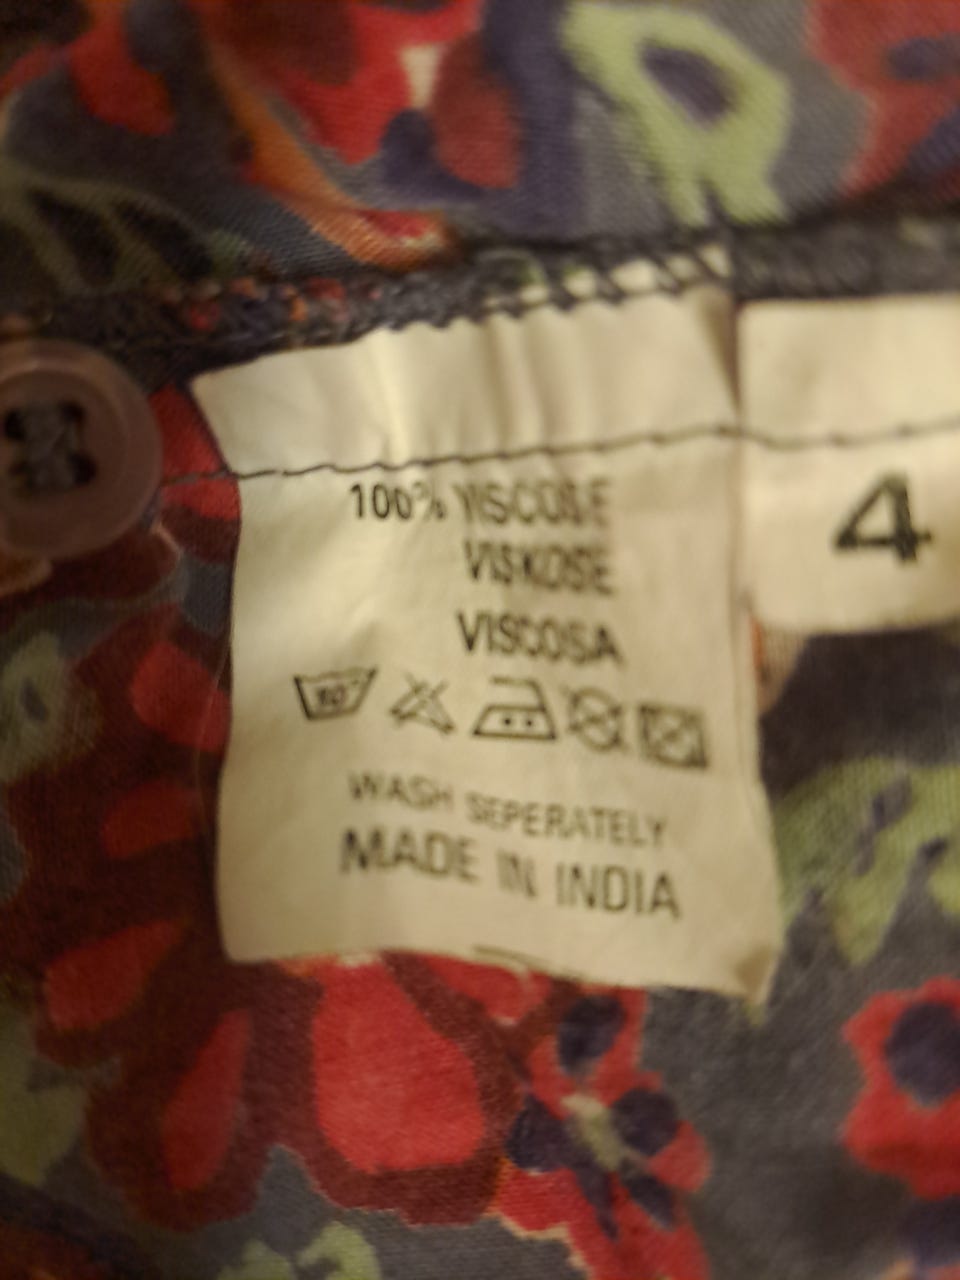 100% VISCOSE
VISKOSE
VISCOSA
WASH SEPERATELY
MADE IN INDIA
4